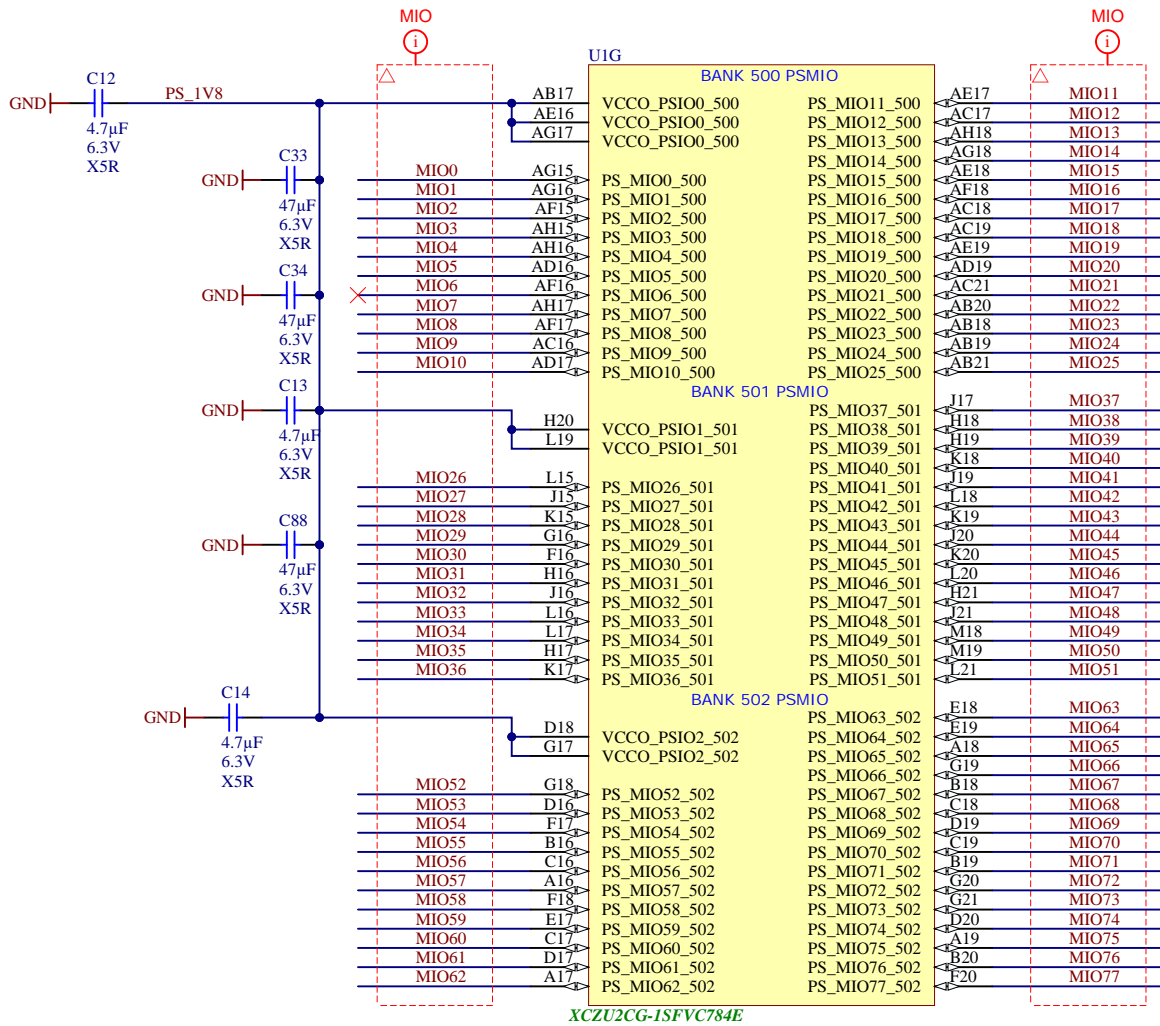 MIO
i
MIO
i
U1G
BANK 500 PSMIO
C12
GND
PS_1V8
4.7µF
6.3V
X5R
AB17 VCCO_PSIO0_500 PS_MIO11_500 AE17 MIO11
AE16 VCCO_PSIO0_500 PS_MIO12_500 AC17 MIO12
AG17 VCCO_PSIO0_500 PS_MIO13_500 AH18 MIO13
PS_MIO14_500 AG18 MIO14
C33
GND
47µF
6.3V
X5R
MIO0 AG15 PS_MIO0_500 PS_MIO15_500 AE18 MIO15
MIO1 AG16 PS_MIO1_500 PS_MIO16_500 AF18 MIO16
MIO2 AF15 PS_MIO2_500 PS_MIO17_500 AC18 MIO17
MIO3 AH15 PS_MIO3_500 PS_MIO18_500 AC19 MIO18
MIO4 AH16 PS_MIO4_500 PS_MIO19_500 AE19 MIO19
MIO5 AD16 PS_MIO5_500 PS_MIO20_500 AD19 MIO20
C34
GND
47µF
6.3V
X5R
MIO6 AF16 PS_MIO6_500 PS_MIO21_500 AC21 MIO21
MIO7 AH17 PS_MIO7_500 PS_MIO22_500 AB20 MIO22
MIO8 AF17 PS_MIO8_500 PS_MIO23_500 AB18 MIO23
MIO9 AC16 PS_MIO9_500 PS_MIO24_500 AB19 MIO24
MIO10 AD17 PS_MIO10_500 PS_MIO25_500 AB21 MIO25
BANK 501 PSMIO
C13
GND
4.7µF
6.3V
X5R
PS_MIO37_501 J17 MIO37
H20 VCCO_PSIO1_501 PS_MIO38_501 H18 MIO38
L19 VCCO_PSIO1_501 PS_MIO39_501 H19 MIO39
PS_MIO40_501 K18 MIO40
MIO26 L15 PS_MIO26_501 PS_MIO41_501 J19 MIO41
MIO27 J15 PS_MIO27_501 PS_MIO42_501 L18 MIO42
MIO28 K15 PS_MIO28_501 PS_MIO43_501 K19 MIO43
C88
GND
47µF
6.3V
X5R
MIO29 G16 PS_MIO29_501 PS_MIO44_501 J20 MIO44
MIO30 F16 PS_MIO30_501 PS_MIO45_501 K20 MIO45
MIO31 H16 PS_MIO31_501 PS_MIO46_501 L20 MIO46
MIO32 J16 PS_MIO32_501 PS_MIO47_501 H21 MIO47
MIO33 L16 PS_MIO33_501 PS_MIO48_501 J21 MIO48
MIO34 L17 PS_MIO34_501 PS_MIO49_501 M18 MIO49
MIO35 H17 PS_MIO35_501 PS_MIO50_501 M19 MIO50
MIO36 K17 PS_MIO36_501 PS_MIO51_501 L21 MIO51
BANK 502 PSMIO
C14
GND
4.7µF
6.3V
X5R
PS_MIO63_502 E18 MIO63
D18 VCCO_PSIO2_502 PS_MIO64_502 E19 MIO64
G17 VCCO_PSIO2_502 PS_MIO65_502 A18 MIO65
PS_MIO66_502 G19 MIO66
MIO52 G18 PS_MIO52_502 PS_MIO67_502 B18 MIO67
MIO53 D16 PS_MIO53_502 PS_MIO68_502 C18 MIO68
MIO54 F17 PS_MIO54_502 PS_MIO69_502 D19 MIO69
MIO55 B16 PS_MIO55_502 PS_MIO70_502 C19 MIO70
MIO56 C16 PS_MIO56_502 PS_MIO71_502 B19 MIO71
MIO57 A16 PS_MIO57_502 PS_MIO72_502 G20 MIO72
MIO58 F18 PS_MIO58_502 PS_MIO73_502 G21 MIO73
MIO59 E17 PS_MIO59_502 PS_MIO74_502 D20 MIO74
MIO60 C17 PS_MIO60_502 PS_MIO75_502 A19 MIO75
MIO61 D17 PS_MIO61_502 PS_MIO76_502 B20 MIO76
MIO62 A17 PS_MIO62_502 PS_MIO77_502 F20 MIO77
XCZU2CG-1SFVC784E